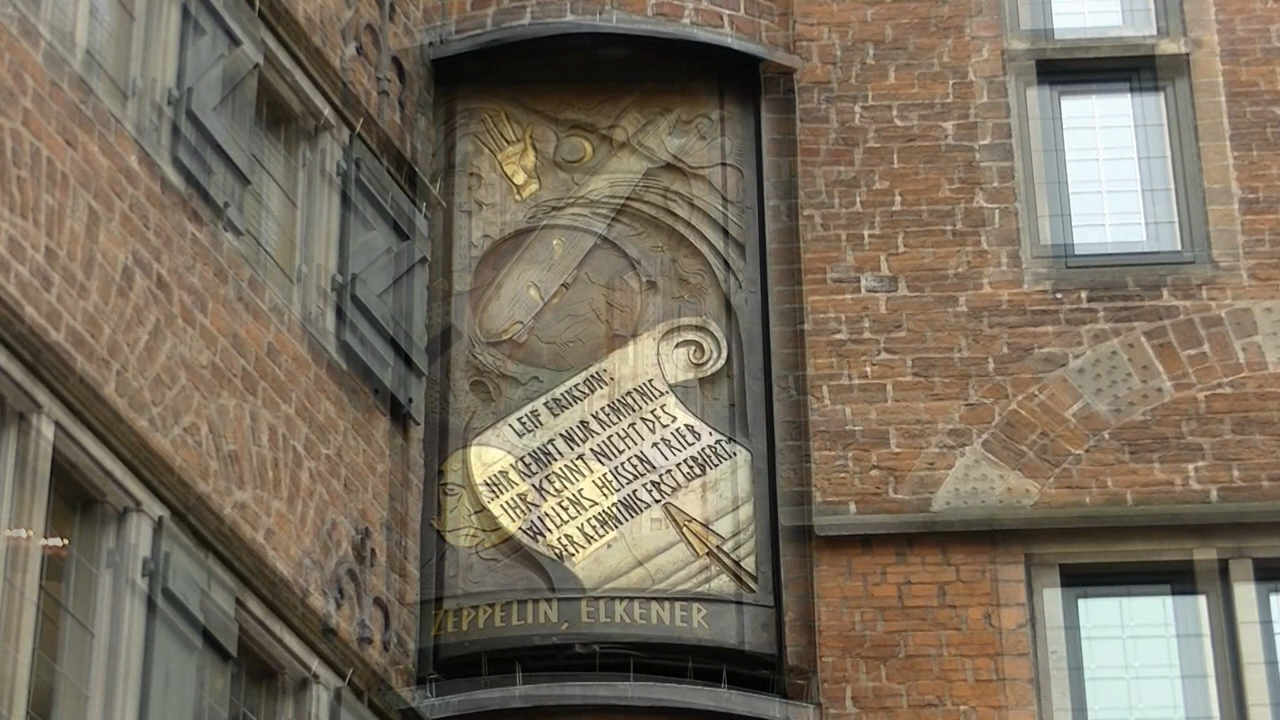 LEIF ERIKSON:
„IHR KENNT NUR KENNTNIS.
IHR KENNT NICHT DES
WILLENS HEISSEN TRIEB,
DER KENNTNIS ERST GEBIERT."
ZEPPELIN, ELKENER